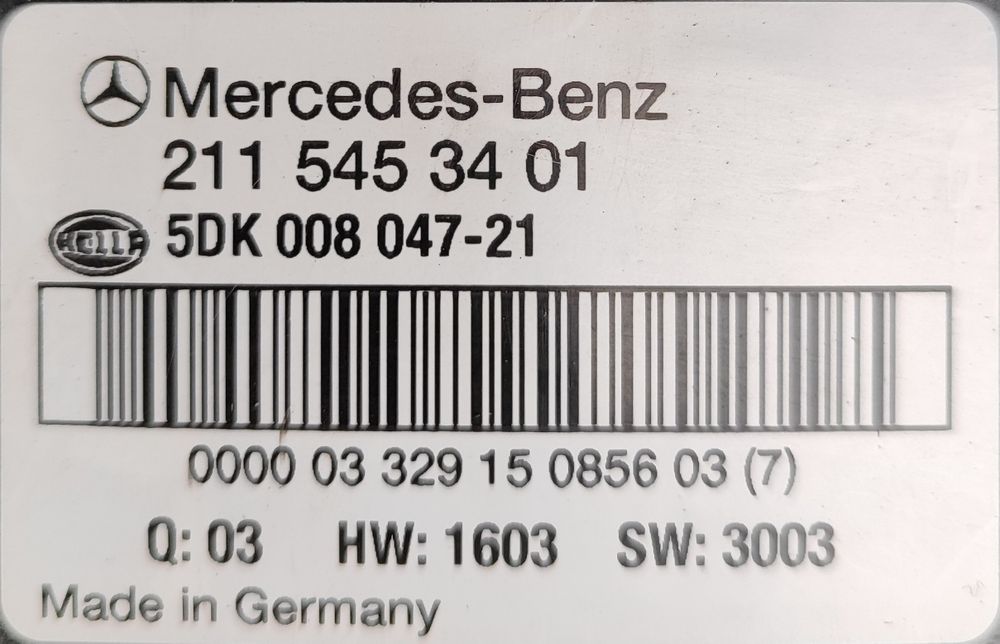 Mercedes-Benz
211 545 34 01
HELLA 5DK 008 047-21
0000 03 329 15 0856 03 (7)
Q: 03 HW: 1603 SW: 3003
Made in Germany